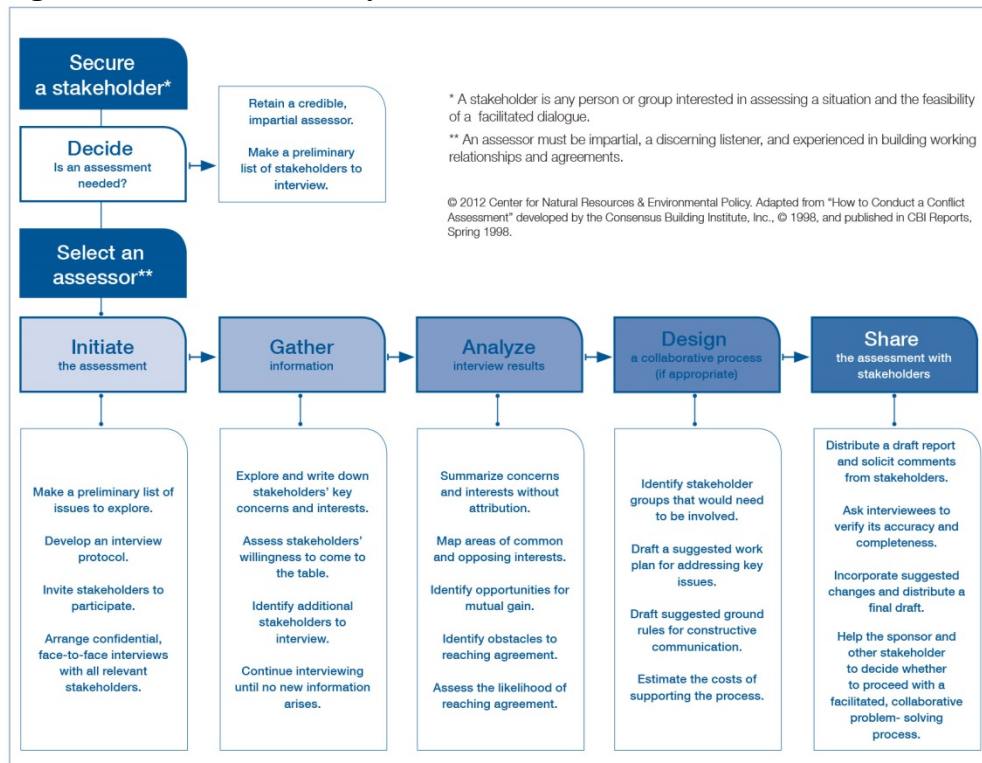 Secure
a stakeholder*
Decide
Is an assessment
needed?
Retain a credible,
impartial assessor.
Make a preliminary
list of stakeholders to
interview.
* A stakeholder is any person or group interested in assessing a situation and the feasibility
of a facilitated dialogue.
** An assessor must be impartial, a discerning listener, and experienced in building working
relationships and agreements.
© 2012 Center for Natural Resources & Environmental Policy. Adapted from “How to Conduct a Conflict
Assessment” developed by the Consensus Building Institute, Inc., © 1998, and published in CBI Reports,
Spring 1998.
Select an
assessor**
Initiate
the assessment
Gather
information
Analyze
interview results
Design
a collaborative process
(if appropriate)
Share
the assessment with
stakeholders
Make a preliminary list of
issues to explore.
Develop an interview
protocol.
Invite stakeholders to
participate.
Arrange confidential,
face-to-face interviews
with all relevant
stakeholders.
Explore and write down
stakeholders’ key
concerns and interests.
Assess stakeholders’
willingness to come to
the table.
Identify additional
stakeholders to
interview.
Continue interviewing
until no new information
arises.
Summarize concerns
and interests without
attribution.
Map areas of common
and opposing interests.
Identify opportunities for
mutual gain.
Identify obstacles to
reaching agreement.
Assess the likelihood of
reaching agreement.
Identify stakeholder
groups that would need
to be involved.
Draft a suggested work
plan for addressing key
issues.
Draft suggested ground
rules for constructive
communication.
Estimate the costs of
supporting the process.
Distribute a draft report
and solicit comments
from stakeholders.
Ask interviewees to
verify its accuracy and
completeness.
Incorporate suggested
changes and distribute a
final draft.
Help the sponsor and
other stakeholder
to decide whether
to proceed with a
facilitated, collaborative
problem- solving
process.